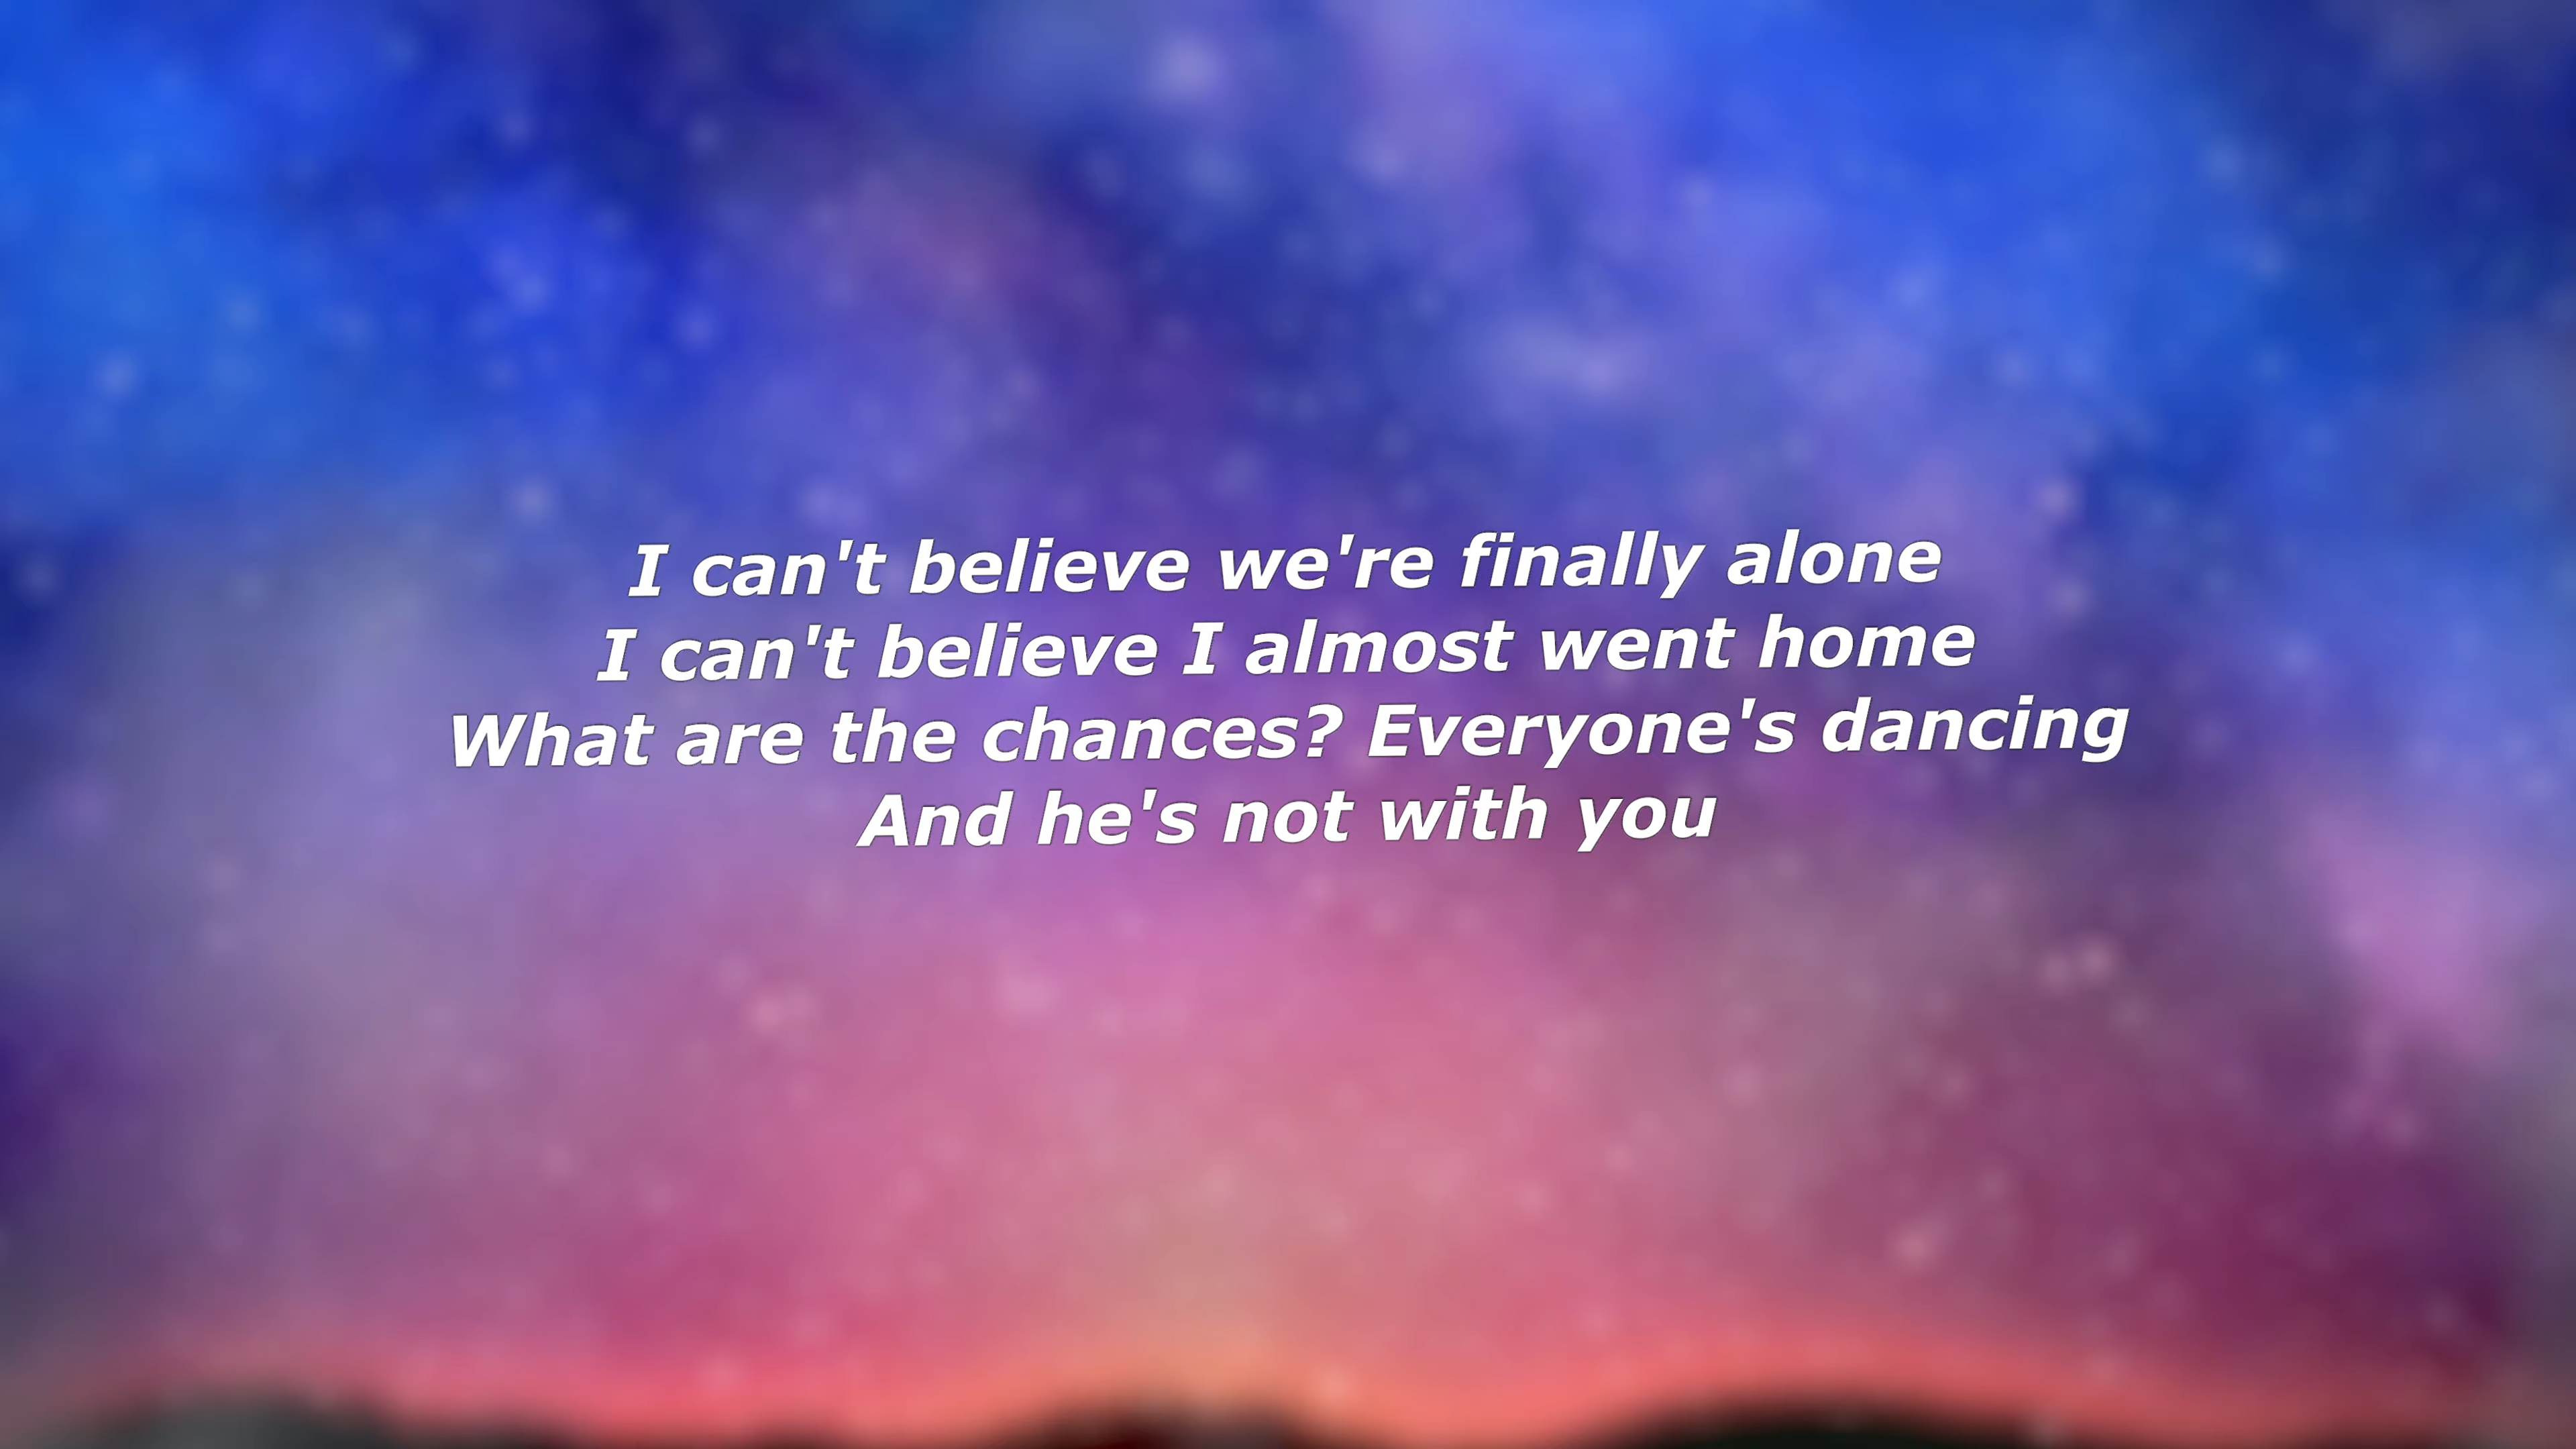 I can't believe we're finally alone
I can't believe I almost went home
What are the chances? Everyone's dancing
And he's not with you